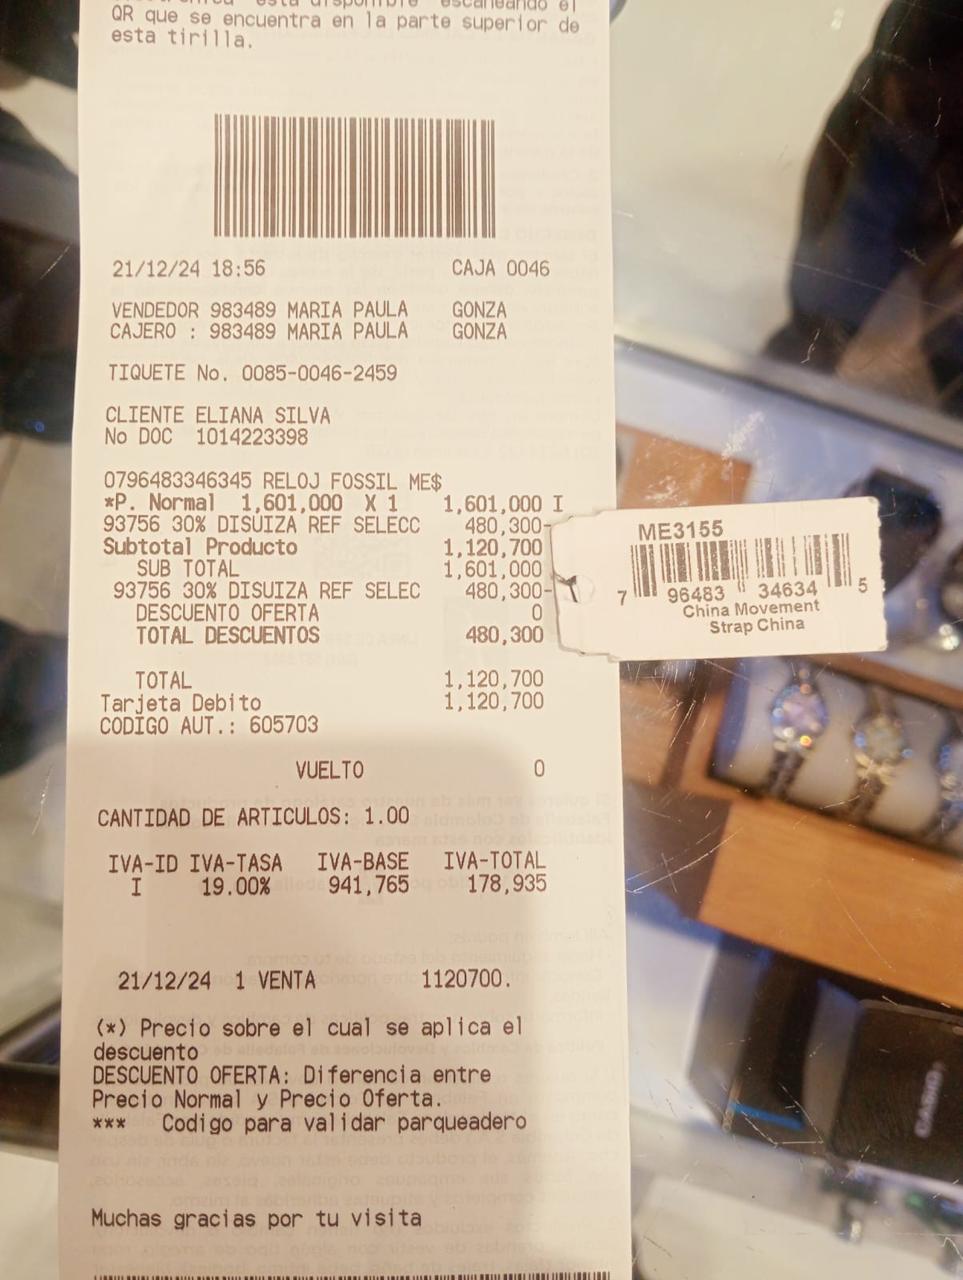 esta disponible escaneando el
QR que se encuentra en la parte superior de
esta tirilla.
21/12/24 18:56 CAJA 0046
VENDEDOR 983489 MARIA PAULA GONZA
CAJERO : 983489 MARIA PAULA GONZA
TIQUETE No. 0085-0046-2459
CLIENTE ELIANA SILVA
No DOC 1014223398
0796483346345 RELOJ FOSSIL ME$
*P. Normal 1,601,000 X 1 1,601,000 I
93756 30% DISUIZA REF SELECC 480,300-
Subtotal Producto 1,120,700
SUB TOTAL 1,601,000
93756 30% DISUIZA REF SELEC 480,300-
DESCUENTO OFERTA 0
TOTAL DESCUENTOS 480,300
TOTAL 1,120,700
Tarjeta Debito 1,120,700
CODIGO AUT.: 605703
VUELTO 0
CANTIDAD DE ARTICULOS: 1.00
IVA-ID IVA-TASA IVA-BASE IVA-TOTAL
I 19.00% 941,765 178,935
21/12/24 1 VENTA 1120700.
(*) Precio sobre el cual se aplica el
descuento
DESCUENTO OFERTA: Diferencia entre
Precio Normal y Precio Oferta.
*** Codigo para validar parqueadero
Muchas gracias por tu visita
ME3155
7 96483 34634 5
China Movement
Strap China
CASIO